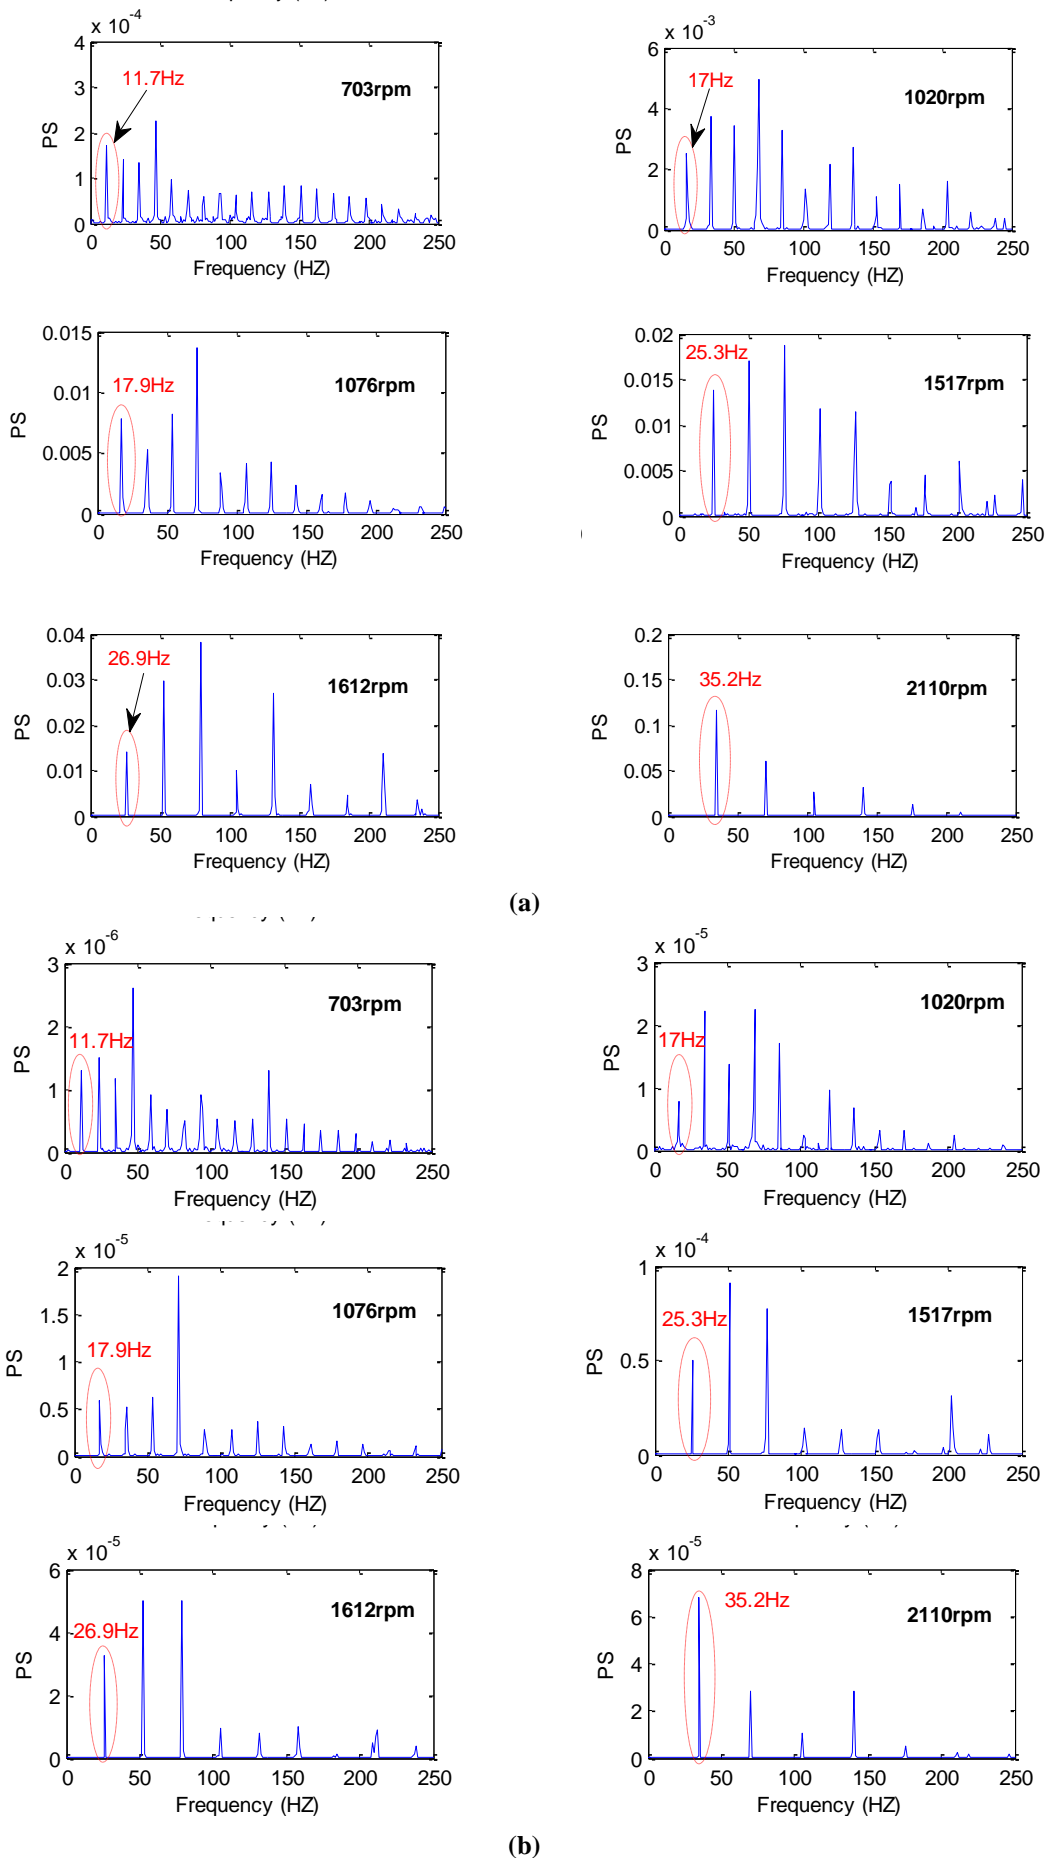 x 10-4
4
3
2
1
0
PS
11.7Hz
703rpm
0 50 100 150 200 250
Frequency (HZ)
x 10-3
6
4
2
0
PS
17Hz
1020rpm
0 50 100 150 200 250
Frequency (HZ)
0.015
0.01
0.005
0
PS
17.9Hz
1076rpm
0 50 100 150 200 250
Frequency (HZ)
0.02
0.015
0.01
0.005
0
PS
25.3Hz
1517rpm
0 50 100 150 200 250
Frequency (HZ)
0.04
0.03
0.02
0.01
0
PS
26.9Hz
1612rpm
0 50 100 150 200 250
Frequency (HZ)
0.2
0.15
0.1
0.05
0
PS
35.2Hz
2110rpm
0 50 100 150 200 250
Frequency (HZ)
(a)
x 10-6
3
2
1
0
PS
11.7Hz
703rpm
0 50 100 150 200 250
Frequency (HZ)
x 10-5
3
2
1
0
PS
17Hz
1020rpm
0 50 100 150 200 250
Frequency (HZ)
x 10-5
2
1.5
1
0.5
0
PS
17.9Hz
1076rpm
0 50 100 150 200 250
Frequency (HZ)
x 10-4
1
0.5
0
PS
25.3Hz
1517rpm
0 50 100 150 200 250
Frequency (HZ)
x 10-5
6
4
2
0
PS
26.9Hz
1612rpm
0 50 100 150 200 250
Frequency (HZ)
x 10-5
8
6
4
2
0
PS
35.2Hz
2110rpm
0 50 100 150 200 250
Frequency (HZ)
(b)